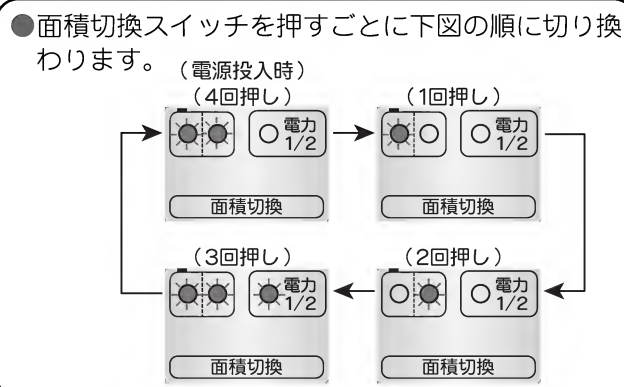 ●面積切換スイッチを押すごとに下図の順に切り換
わります。
（電源投入時）
（4回押し）
電力
1/2
面積切換
（1回押し）
電力
1/2
面積切換
（3回押し）
電力
1/2
面積切換
（2回押し）
電力
1/2
面積切換